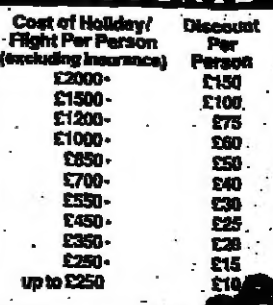 Cost of Holiday/ Discount
Flight Per Person Per
(excluding insurance) Person
£2000+ £150
£1500+ £100
£1200+ £75
£1000+ £60
£850+ £50
£700+ £40
£550+ £30
£450+ £25
£350+ £20
£250+ £15
up to £250 £10